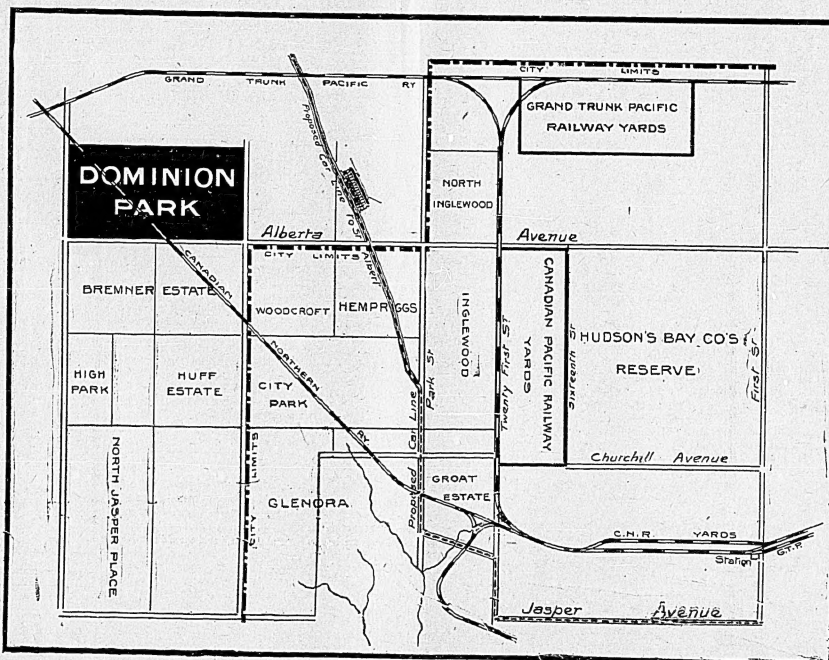 CITY LIMITS
GRAND TRUNK PACIFIC RY
GRAND TRUNK PACIFIC
RAILWAY YARDS
Proposed Car Line To St Albert
DOMINION
PARK
NORTH
INGLEWOOD
Alberta Avenue
CITY LIMITS
CANADIAN NORTHERN RY.
BREMNER ESTATE
WOODCROFT
HEMPRIGGS
INGLEWOOD
Park St
Twenty First St
CANADIAN PACIFIC RAILWAY
YARDS
Sixteenth St
HUDSON'S BAY CO'S
RESERVE
First St
HIGH
PARK
HUFF
ESTATE
CITY
PARK
NORTH JASPER PLACE
CITY LIMITS
GLENORA
Proposed Car Line
GROAT
ESTATE
Churchill Avenue
C.N.R. YARDS
Station
G.T.P.
Jasper Avenue